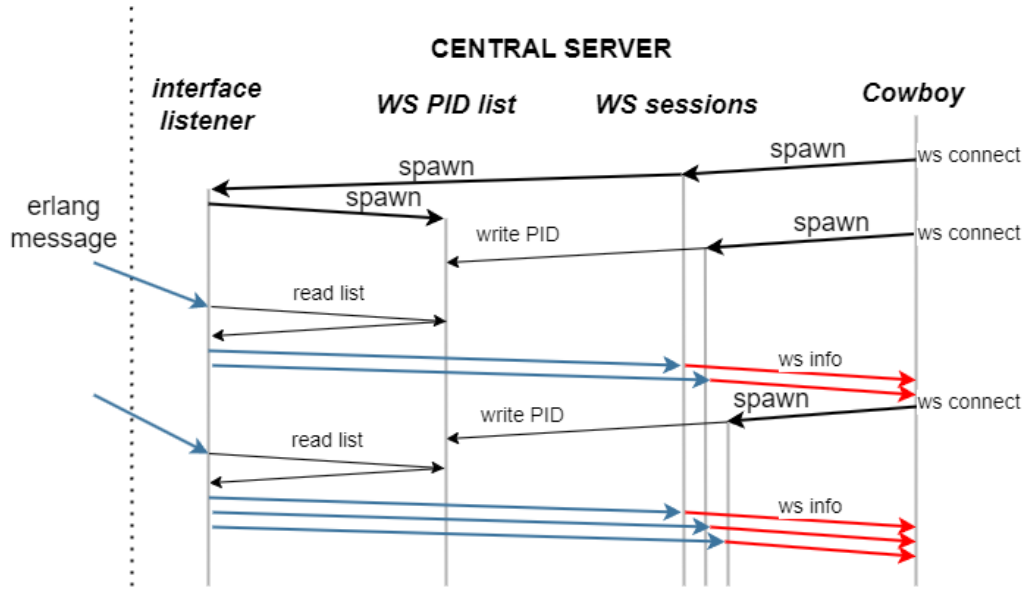 CENTRAL SERVER
interface
listener
WS PID list
WS sessions
Cowboy
spawn
spawn
ws connect
spawn
erlang
message
write PID
spawn
ws connect
read list
ws info
write PID
spawn
ws connect
read list
ws info